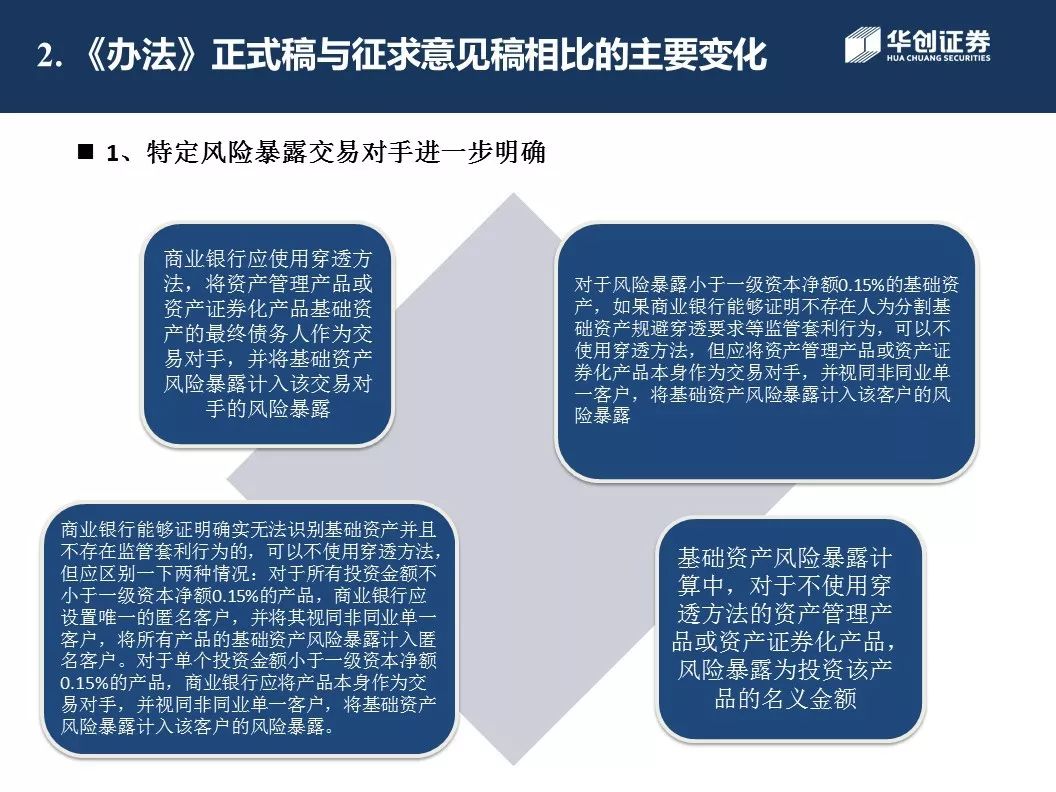 2. 《办法》正式稿与征求意见稿相比的主要变化
华创证券
HUA CHUANG SECURITIES
■ 1、特定风险暴露交易对手进一步明确
商业银行应使用穿透方
法，将资产管理产品或
资产证券化产品基础资
产的最终债务人作为交
易对手，并将基础资产
风险暴露计入该交易对
手的风险暴露
对于风险暴露小于一级资本净额0.15%的基础资
产，如果商业银行能够证明不存在人为分割基
础资产规避穿透要求等监管套利行为，可以不
使用穿透方法，但应将资产管理产品或资产证
券化产品本身作为交易对手，并视同非同业单
一客户，将基础资产风险暴露计入该客户的风
险暴露
商业银行能够证明确实无法识别基础资产并且
不存在监管套利行为的，可以不使用穿透方法，
但应区别一下两种情况：对于所有投资金额不
小于一级资本净额0.15%的产品，商业银行应
设置唯一的匿名客户，并将其视同非同业单一
客户，将所有产品的基础资产风险暴露计入匿
名客户。对于单个投资金额小于一级资本净额
0.15%的产品，商业银行应将产品本身作为交
易对手，并视同非同业单一客户，将基础资产
风险暴露计入该客户的风险暴露。
基础资产风险暴露计
算中，对于不使用穿
透方法的资产管理产
品或资产证券化产品，
风险暴露为投资该产
品的名义金额